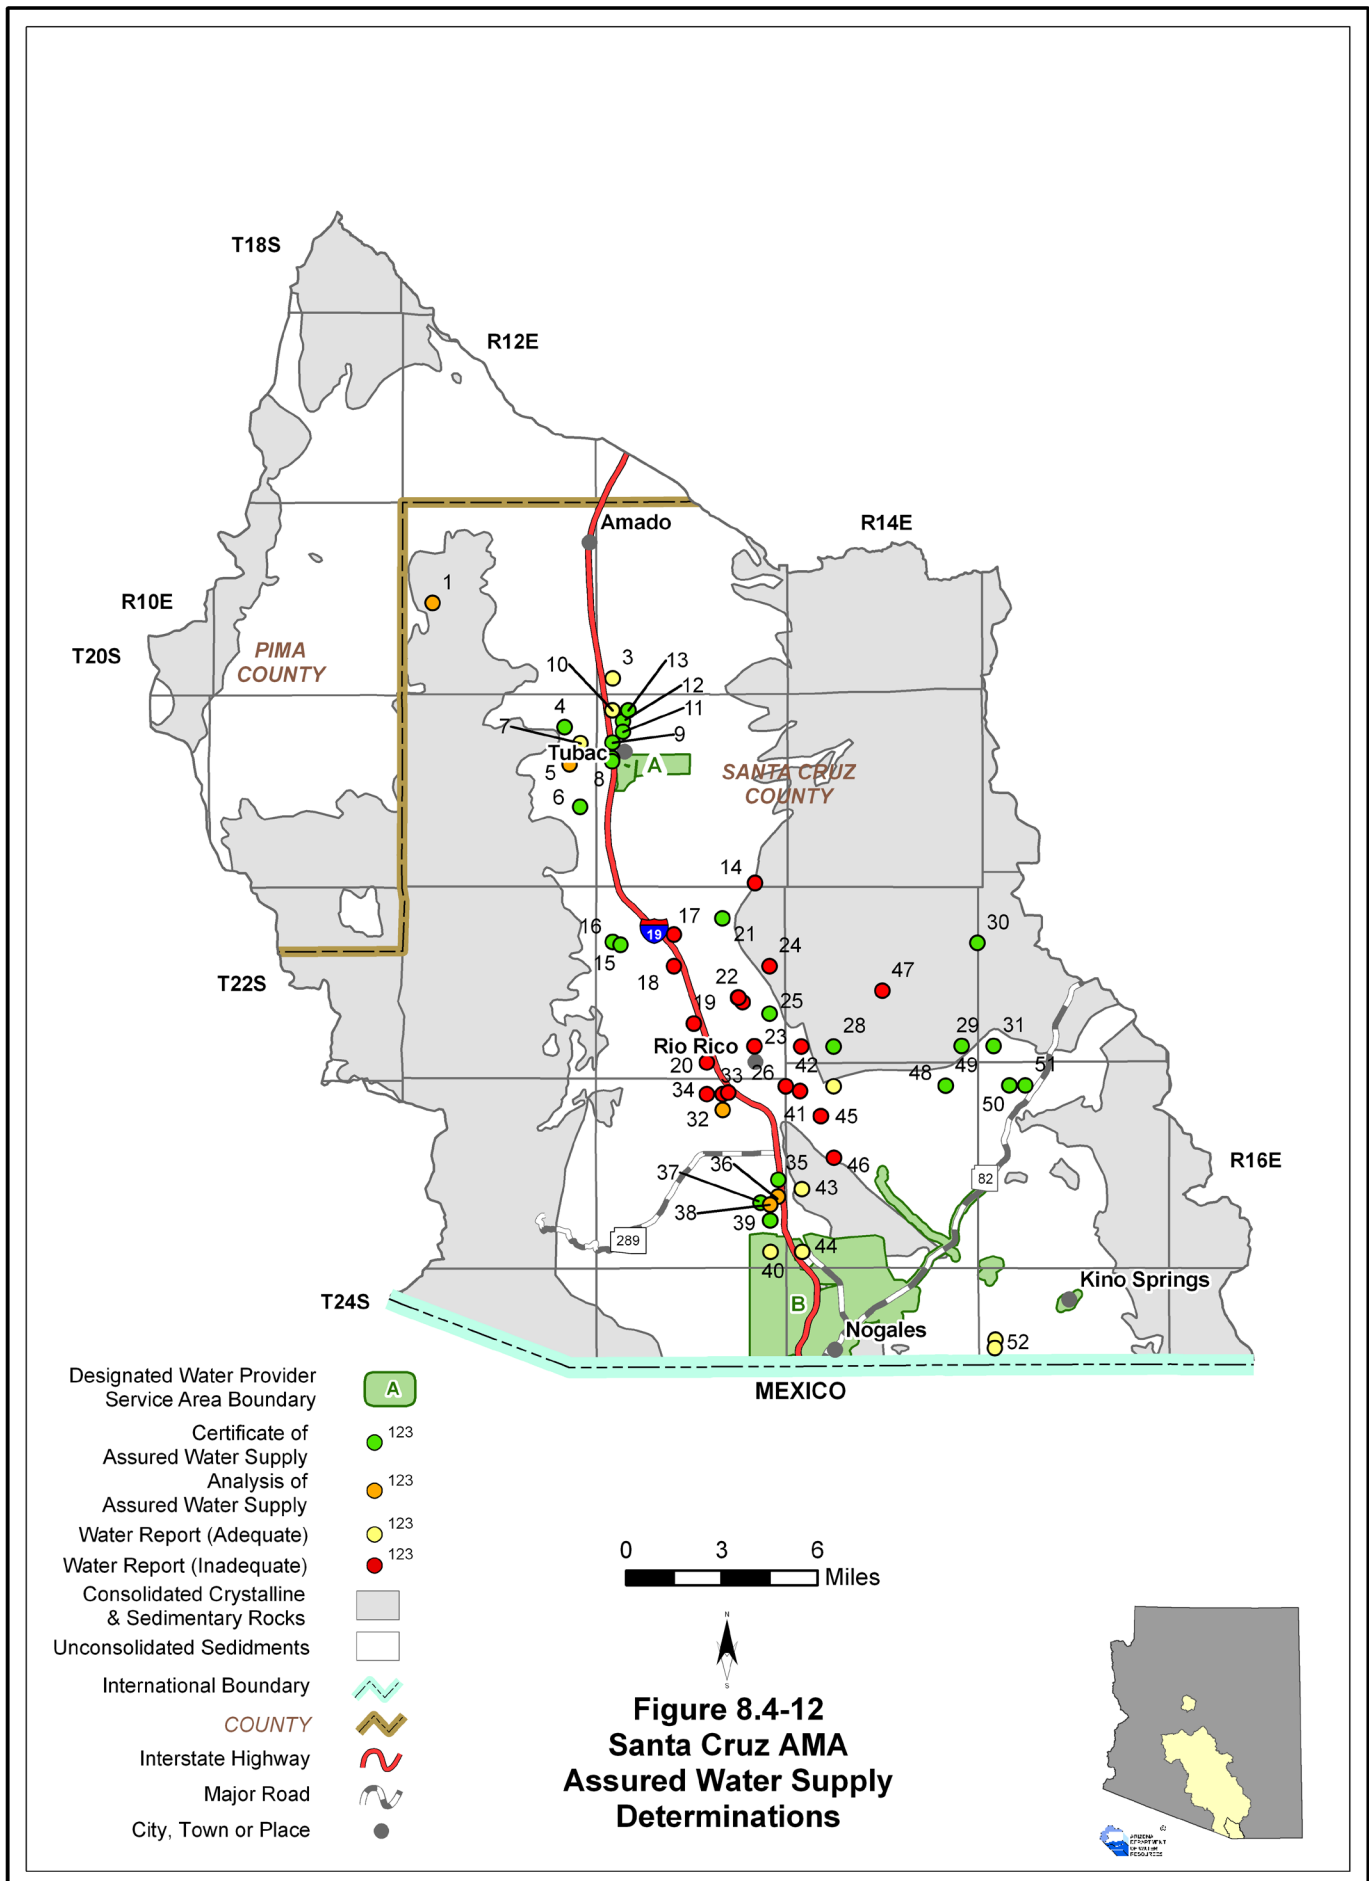 T18S
R12E
Amado
R14E
1
R10E
PIMA
COUNTY
T20S
3
13
10
12
4
11
7
9
Tubac
A
5
8
SANTA CRUZ
COUNTY
6
14
17
16
19
21
30
15
24
18
47
T22S
22
19
25
23
28
29
31
Rio Rico
42
20
26
51
33
48
49
34
50
32
41
45
46
R16E
35
36
37
43
82
38
39
289
44
40
Kino Springs
T24S
B
Nogales
52
MEXICO
Designated Water Provider
Service Area Boundary
A
Certificate of
Assured Water Supply
123
Analysis of
Assured Water Supply
123
Water Report (Adequate)
123
Water Report (Inadequate)
123
Consolidated Crystalline
& Sedimentary Rocks
Unconsolidated Sedidments
International Boundary
COUNTY
Interstate Highway
Major Road
City, Town or Place
0 3 6
Miles
N
S
Figure 8.4-12
Santa Cruz AMA
Assured Water Supply
Determinations
ARIZONA
DEPARTMENT
OF WATER
RESOURCES